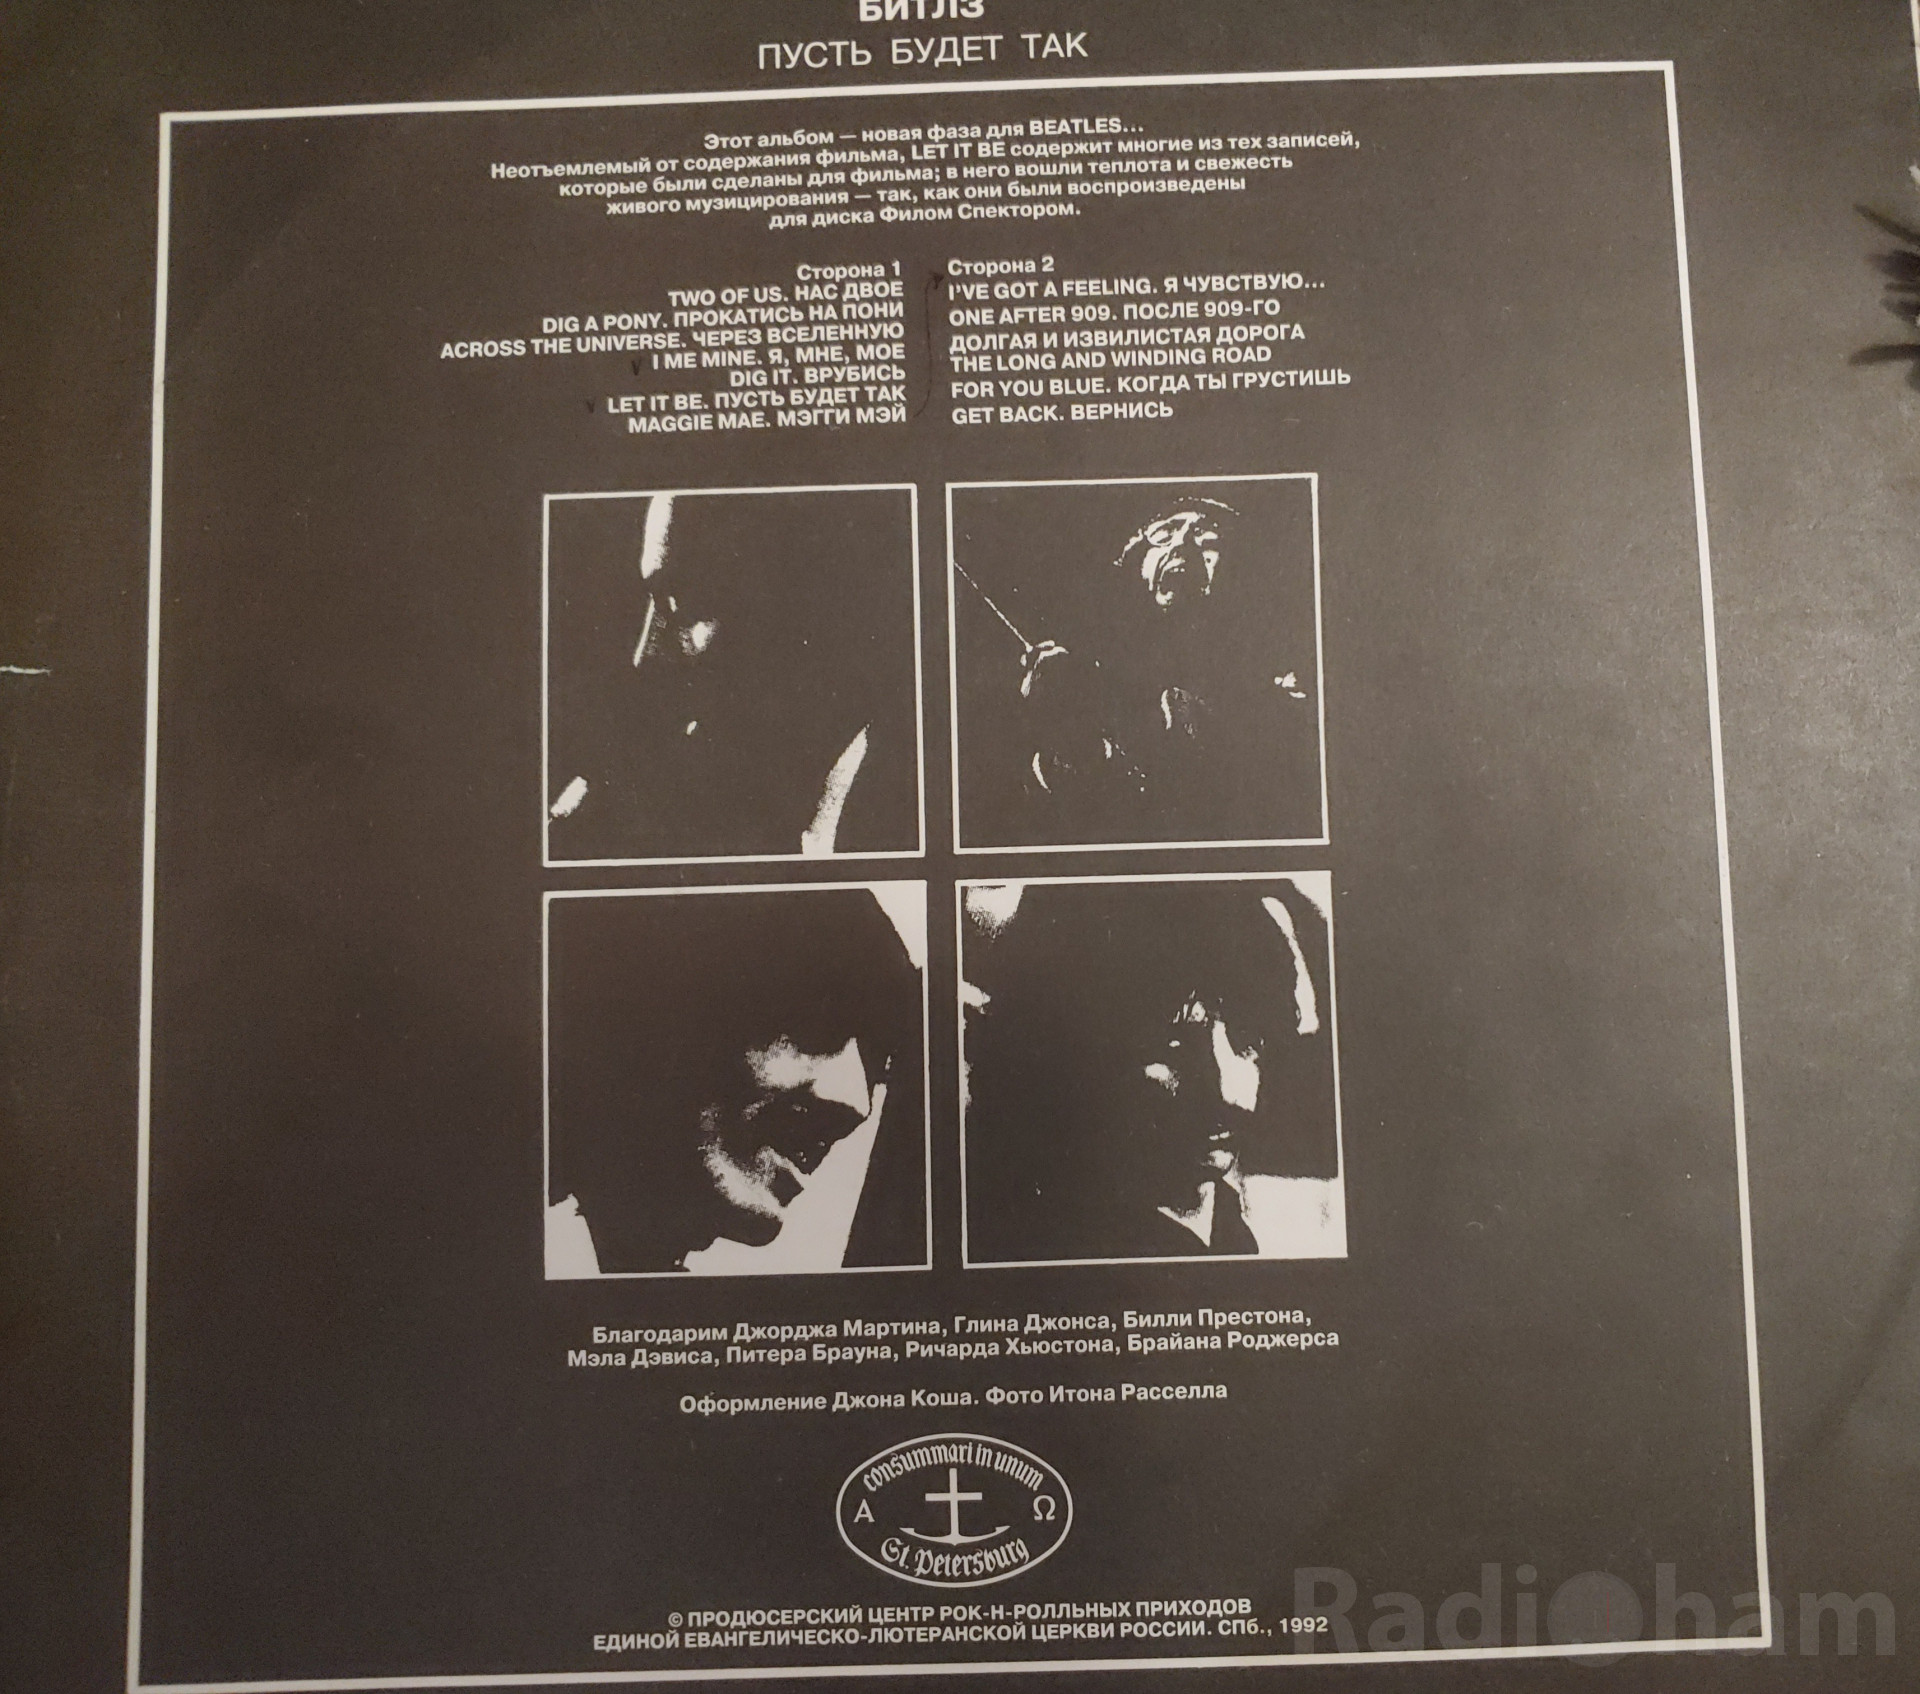 БИТЛЗ
ПУСТЬ БУДЕТ ТАК
Этот альбом — новая фаза для BEATLES...
Неотъемлемый от содержания фильма, LET IT BE содержит многие из тех записей,
которые были сделаны для фильма; в него вошли теплота и свежесть
живого музицирования — так, как они были воспроизведены
для диска Филом Спектором.
Сторона 1
TWO OF US. НАС ДВОЕ
DIG A PONY. ПРОКАТИСЬ НА ПОНИ
ACROSS THE UNIVERSE. ЧЕРЕЗ ВСЕЛЕННУЮ
I ME MINE. Я, МНЕ, МОЕ
DIG IT. ВРУБИСЬ
LET IT BE. ПУСТЬ БУДЕТ ТАК
MAGGIE MAE. МЭГГИ МЭЙ
Сторона 2
I'VE GOT A FEELING. Я ЧУВСТВУЮ...
ONE AFTER 909. ПОСЛЕ 909-ГО
ДОЛГАЯ И ИЗВИЛИСТАЯ ДОРОГА
THE LONG AND WINDING ROAD
FOR YOU BLUE. КОГДА ТЫ ГРУСТИШЬ
GET BACK. ВЕРНИСЬ
Благодарим Джорджа Мартина, Глина Джонса, Билли Престона,
Мэла Дэвиса, Питера Брауна, Ричарда Хьюстона, Брайана Роджерса
Оформление Джона Коша. Фото Итона Расселла
consummari in unum
Α Ω
St. Petersburg
© ПРОДЮСЕРСКИЙ ЦЕНТР РОК-Н-РОЛЛЬНЫХ ПРИХОДОВ
ЕДИНОЙ ЕВАНГЕЛИЧЕСКО-ЛЮТЕРАНСКОЙ ЦЕРКВИ РОССИИ. СПб., 1992
Radioham